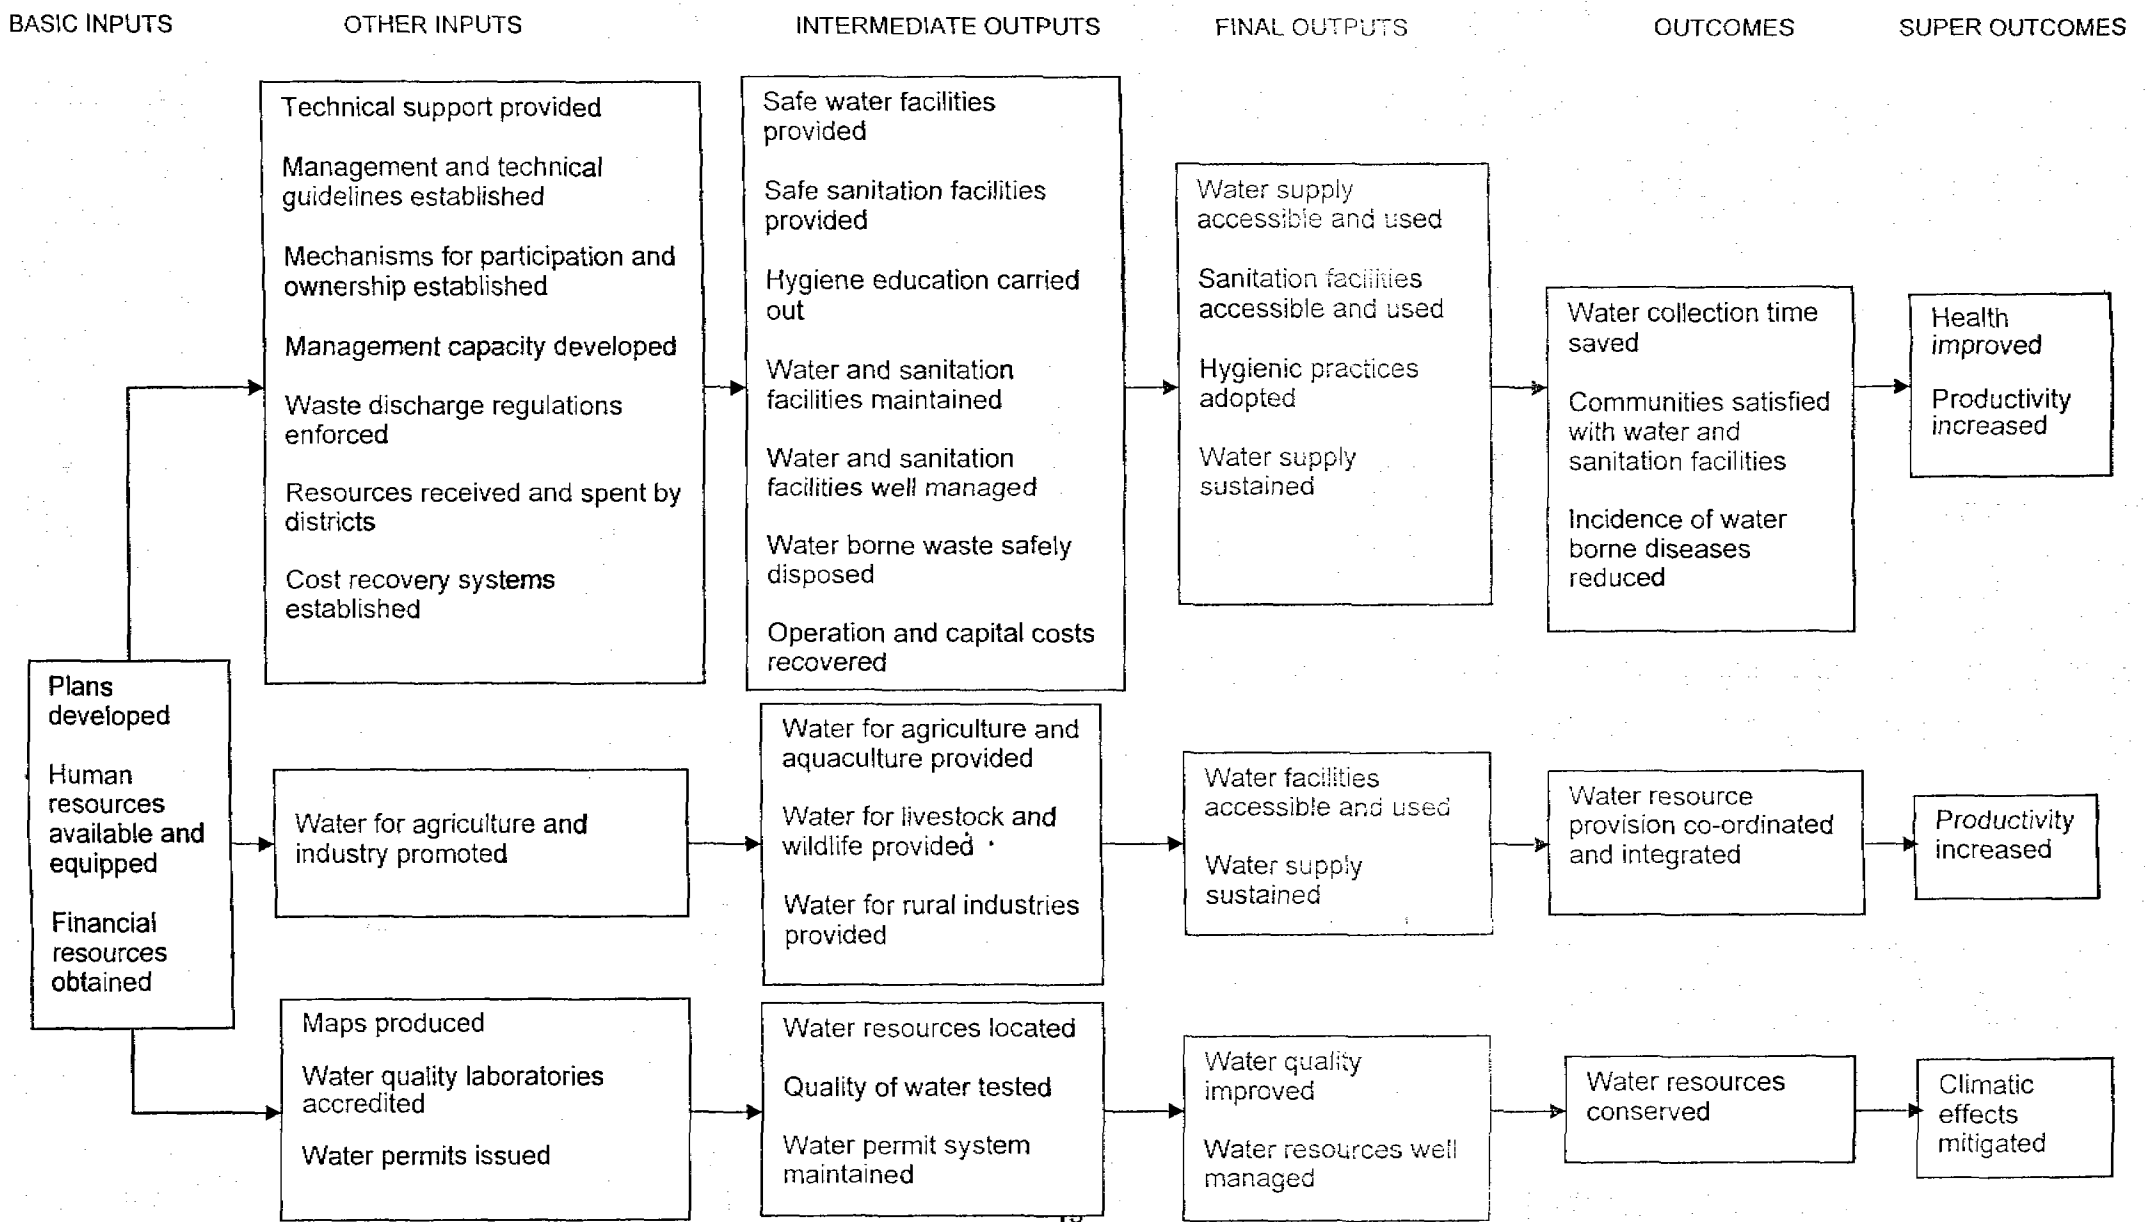 BASIC INPUTS
OTHER INPUTS
INTERMEDIATE OUTPUTS
FINAL OUTPUTS
OUTCOMES
SUPER OUTCOMES
Plans
developed
Human
resources
available and
equipped
Financial
resources
obtained
Technical support provided
Management and technical
guidelines established
Mechanisms for participation and
ownership established
Management capacity developed
Waste discharge regulations
enforced
Resources received and spent by
districts
Cost recovery systems
established
Safe water facilities
provided
Safe sanitation facilities
provided
Hygiene education carried
out
Water and sanitation
facilities maintained
Water and sanitation
facilities well managed
Water borne waste safely
disposed
Operation and capital costs
recovered
Water supply
accessible and used
Sanitation facilities
accessible and used
Hygienic practices
adopted
Water supply
sustained
Water collection time
saved
Communities satisfied
with water and
sanitation facilities
Incidence of water
borne diseases
reduced
Health
improved
Productivity
increased
Water for agriculture and
industry promoted
Water for agriculture and
aquaculture provided
Water for livestock and
wildlife provided
Water for rural industries
provided
Water facilities
accessible and used
Water supply
sustained
Water resource
provision co-ordinated
and integrated
Productivity
increased
Maps produced
Water quality laboratories
accredited
Water permits issued
Water resources located
Quality of water tested
Water permit system
maintained
Water quality
improved
Water resources well
managed
Water resources
conserved
Climatic
effects
mitigated